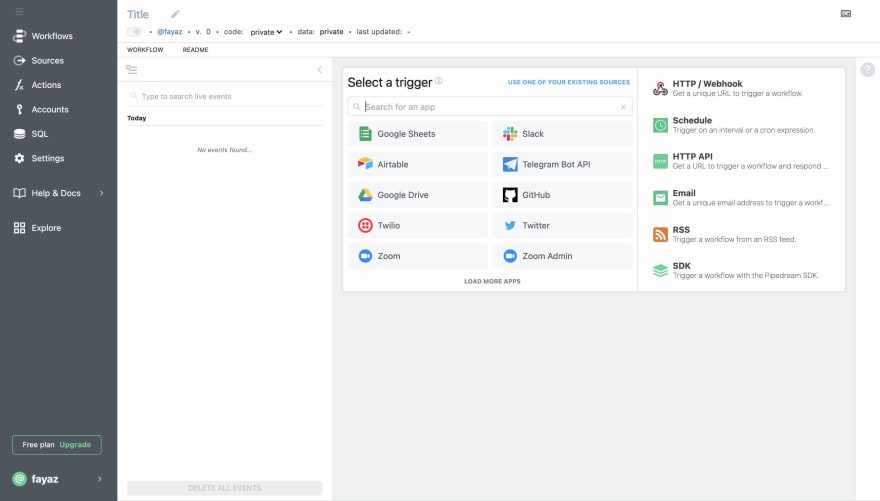 Workflows
Sources
Actions
Accounts
SQL
Settings
Help & Docs
Explore
Free plan Upgrade
@ fayaz
Title
• @fayaz • v. 0 • code: private • data: private • last updated: -
WORKFLOW README
Type to search live events
Today
No events found...
DELETE ALL EVENTS
Select a trigger
USE ONE OF YOUR EXISTING SOURCES
Search for an app
Google Sheets
Slack
Airtable
Telegram Bot API
Google Drive
GitHub
Twilio
Twitter
Zoom
Zoom Admin
LOAD MORE APPS
HTTP / Webhook
Get a unique URL to trigger a workflow.
Schedule
Trigger on an interval or a cron expression.
HTTP
HTTP API
Get a URL to trigger a workflow and respond ...
Email
Get a unique email address to trigger a workf...
RSS
Trigger a workflow from an RSS feed.
SDK
Trigger a workflow with the Pipedream SDK.
?